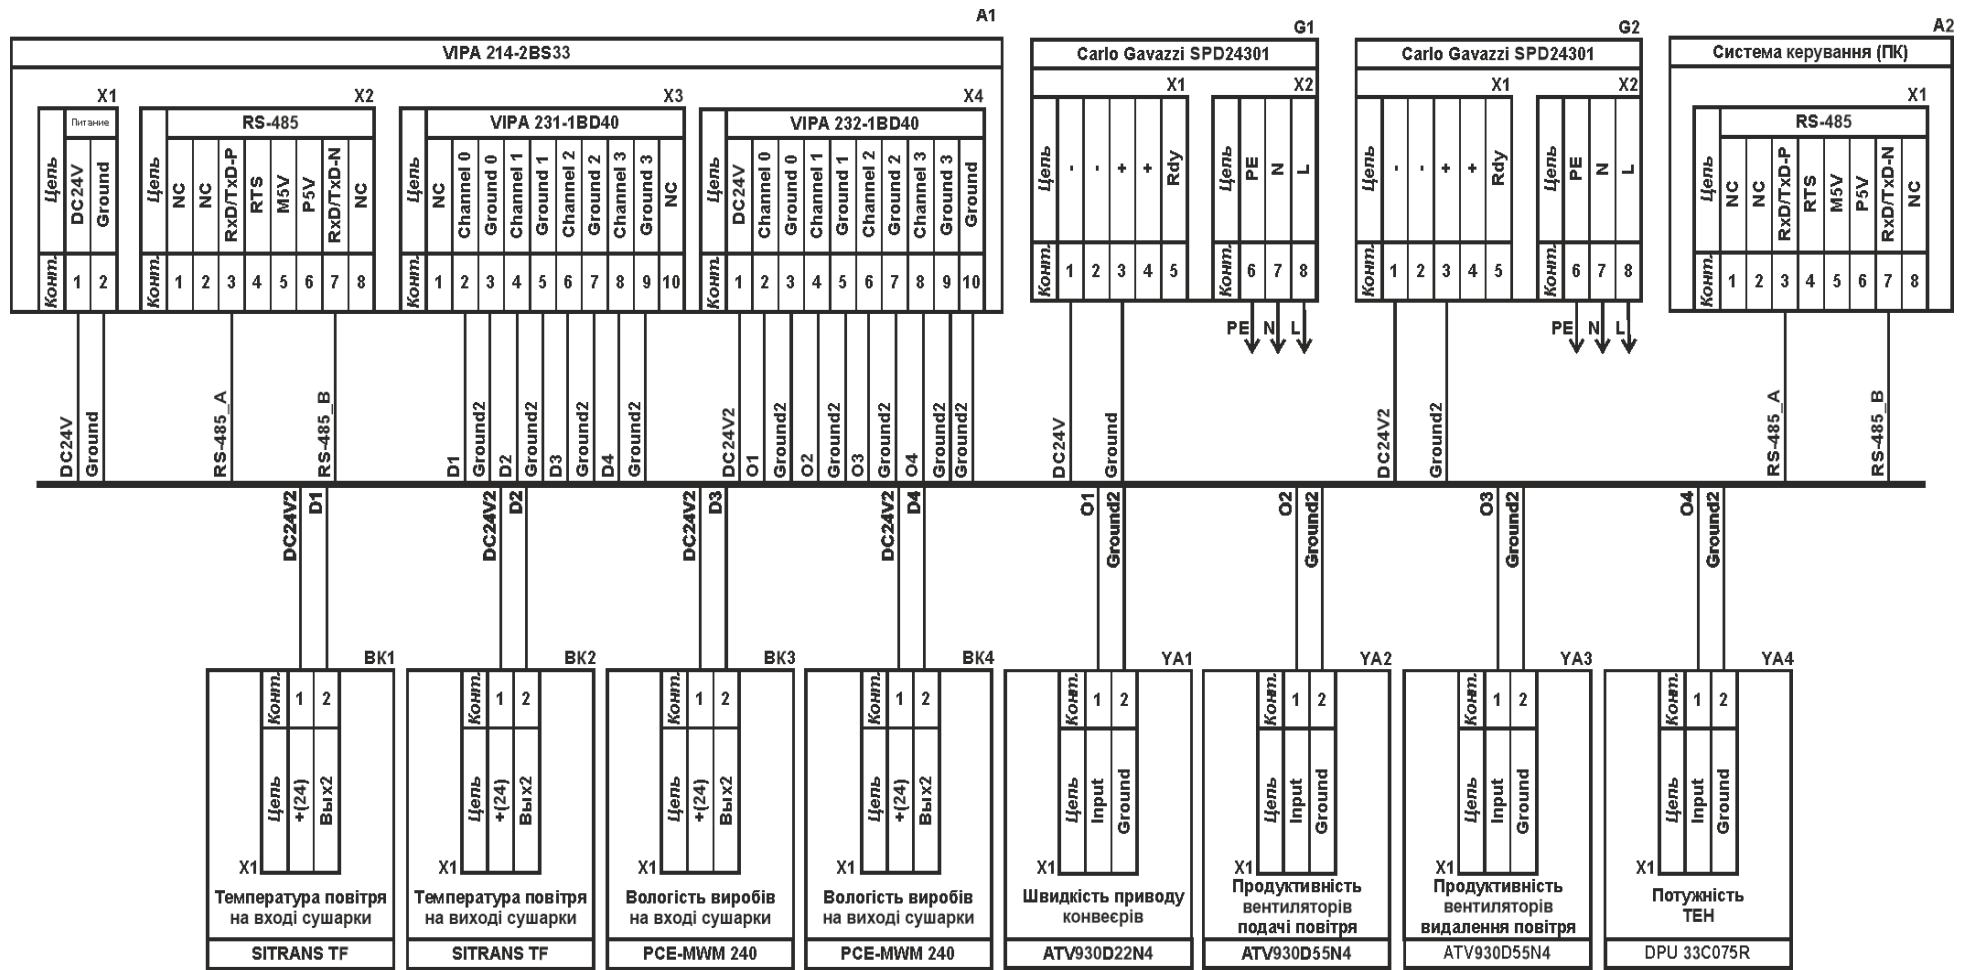 A1
VIPA 214-2BS33
X1
Питание
Цепь
DC24V
Ground
Конт.
1
2
X2
RS-485
Цепь
NC
NC
RxD/TxD-P
RTS
M5V
P5V
RxD/TxD-N
NC
Конт.
1
2
3
4
5
6
7
8
X3
VIPA 231-1BD40
Цепь
NC
Channel 0
Ground 0
Channel 1
Ground 1
Channel 2
Ground 2
Channel 3
Ground 3
NC
Конт.
1
2
3
4
5
6
7
8
9
10
X4
VIPA 232-1BD40
Цепь
DC24V
Channel 0
Ground 0
Channel 1
Ground 1
Channel 2
Ground 2
Channel 3
Ground 3
Ground
Конт.
1
2
3
4
5
6
7
8
9
10
G1
Carlo Gavazzi SPD24301
X1
Цепь
-
-
+
+
Rdy
Конт.
1
2
3
4
5
X2
Цепь
PE
N
L
Конт.
6
7
8
PE
N
L
G2
Carlo Gavazzi SPD24301
X1
Цепь
-
-
+
+
Rdy
Конт.
1
2
3
4
5
X2
Цепь
PE
N
L
Конт.
6
7
8
PE
N
L
A2
Система керування (ПК)
X1
RS-485
Цепь
NC
NC
RxD/TxD-P
RTS
M5V
P5V
RxD/TxD-N
NC
Конт.
1
2
3
4
5
6
7
8
DC24V
Ground
RS-485_A
RS-485_B
D1
Ground2
D2
Ground2
D3
Ground2
D4
Ground2
DC24V2
O1
Ground2
O2
Ground2
O3
Ground2
O4
Ground2
Ground2
DC24V
Ground
DC24V2
Ground2
RS-485_A
RS-485_B
DC24V2
D1
DC24V2
D2
DC24V2
D3
DC24V2
D4
O1
Ground2
O2
Ground2
O3
Ground2
O4
Ground2
BK1
Конт.
1
2
Цепь
+(24)
Вых2
X1
Температура повітря
на вході сушарки
SITRANS TF
BK2
Конт.
1
2
Цепь
+(24)
Вых2
X1
Температура повітря
на виході сушарки
SITRANS TF
BK3
Конт.
1
2
Цепь
+(24)
Вых2
X1
Вологість виробів
на вході сушарки
PCE-MWM 240
BK4
Конт.
1
2
Цепь
+(24)
Вых2
X1
Вологість виробів
на виході сушарки
PCE-MWM 240
YA1
Конт.
1
2
Цепь
Input
Ground
X1
Швидкість приводу
конвеєрів
ATV930D22N4
YA2
Конт.
1
2
Цепь
Input
Ground
X1
Продуктивність
вентиляторів
подачі повітря
ATV930D55N4
YA3
Конт.
1
2
Цепь
Input
Ground
X1
Продуктивність
вентиляторів
видалення повітря
ATV930D55N4
YA4
Конт.
1
2
Цепь
Input
Ground
X1
Потужність
ТЕН
DPU 33C075R